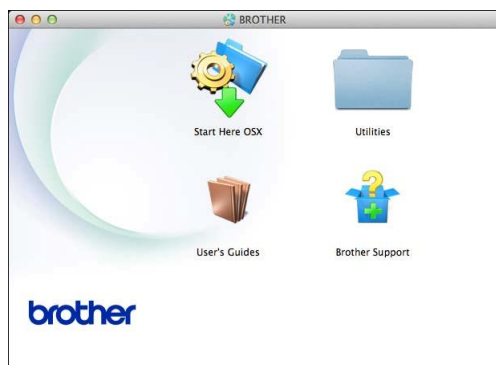 BROTHER
Start Here OSX
Utilities
User's Guides
Brother Support
brother